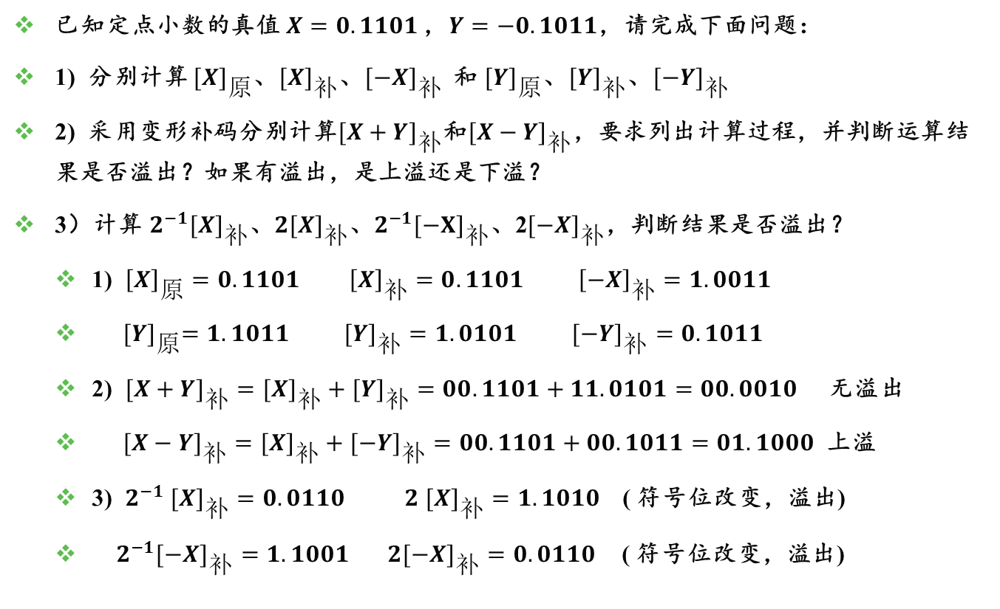 ❖ 已知定点小数的真值 X = 0.1101 ，Y = −0.1011，请完成下面问题：
❖ 1) 分别计算 [X]原、[X]补、[−X]补 和 [Y]原、[Y]补、[−Y]补
❖ 2) 采用变形补码分别计算[X + Y]补和[X − Y]补，要求列出计算过程，并判断运算结
果是否溢出？如果有溢出，是上溢还是下溢？
❖ 3）计算 2⁻¹[X]补、2[X]补、2⁻¹[−X]补、2[−X]补，判断结果是否溢出？
❖ 1) [X]原 = 0.1101 [X]补 = 0.1101 [−X]补 = 1.0011
❖ [Y]原= 1.1011 [Y]补 = 1.0101 [−Y]补 = 0.1011
❖ 2) [X + Y]补 = [X]补 + [Y]补 = 00.1101 + 11.0101 = 00.0010 无溢出
❖ [X − Y]补 = [X]补 + [−Y]补 = 00.1101 + 00.1011 = 01.1000 上溢
❖ 3) 2⁻¹ [X]补 = 0.0110 2 [X]补 = 1.1010 （符号位改变，溢出）
❖ 2⁻¹[−X]补 = 1.1001 2[−X]补 = 0.0110 （符号位改变，溢出）